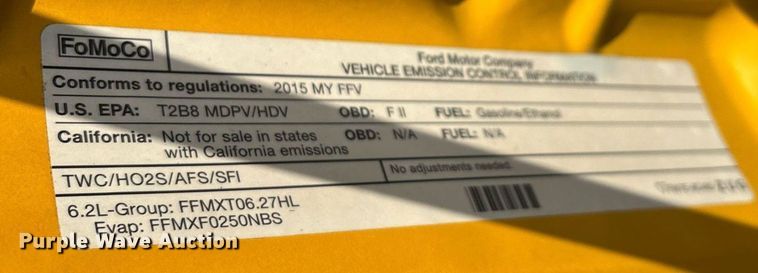 FoMoCo
Ford Motor Company
VEHICLE EMISSION CONTROL INFORMATION
Conforms to regulations: 2015 MY FFV
U.S. EPA: T2B8 MDPV/HDV OBD: F II FUEL: Gasoline/Ethanol
California: Not for sale in states with California emissions OBD: N/A FUEL: N/A
TWC/HO2S/AFS/SFI
No adjustments needed
6.2L-Group: FFMXT06.27HL
Evap: FFMXF0250NBS
Purple Wave Auction